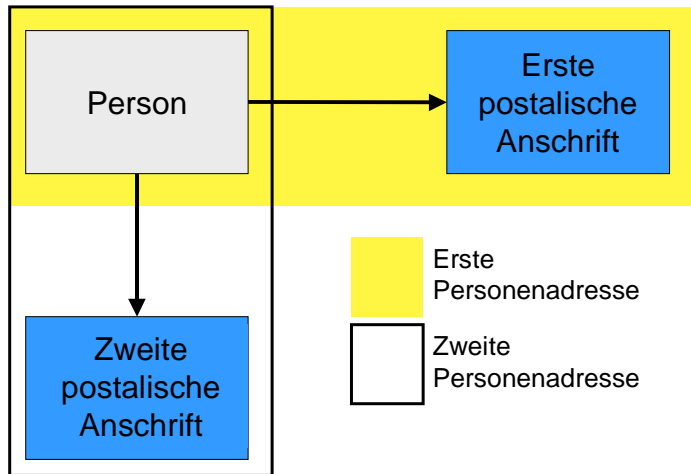 Person
Erste
postalische
Anschrift
Erste
Personenadresse
Zweite
Personenadresse
Zweite
postalische
Anschrift